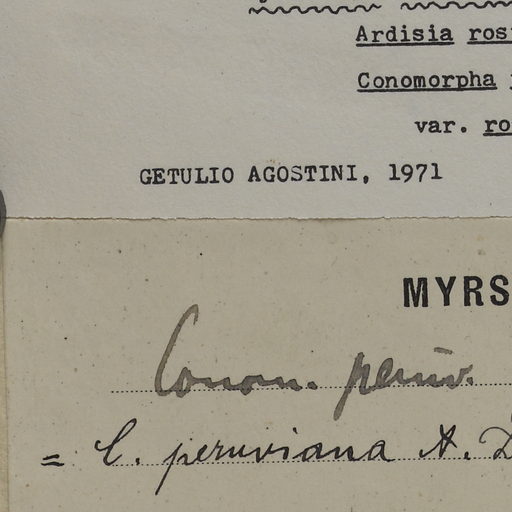 Ardisia ros
Conomorpha
var. ro
GETULIO AGOSTINI, 1971
MYRS
Conom. peruv.
= C. peruviana A. D